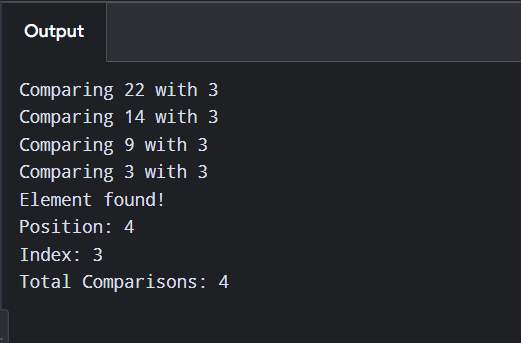 Output
Comparing 22 with 3
Comparing 14 with 3
Comparing 9 with 3
Comparing 3 with 3
Element found!
Position: 4
Index: 3
Total Comparisons: 4